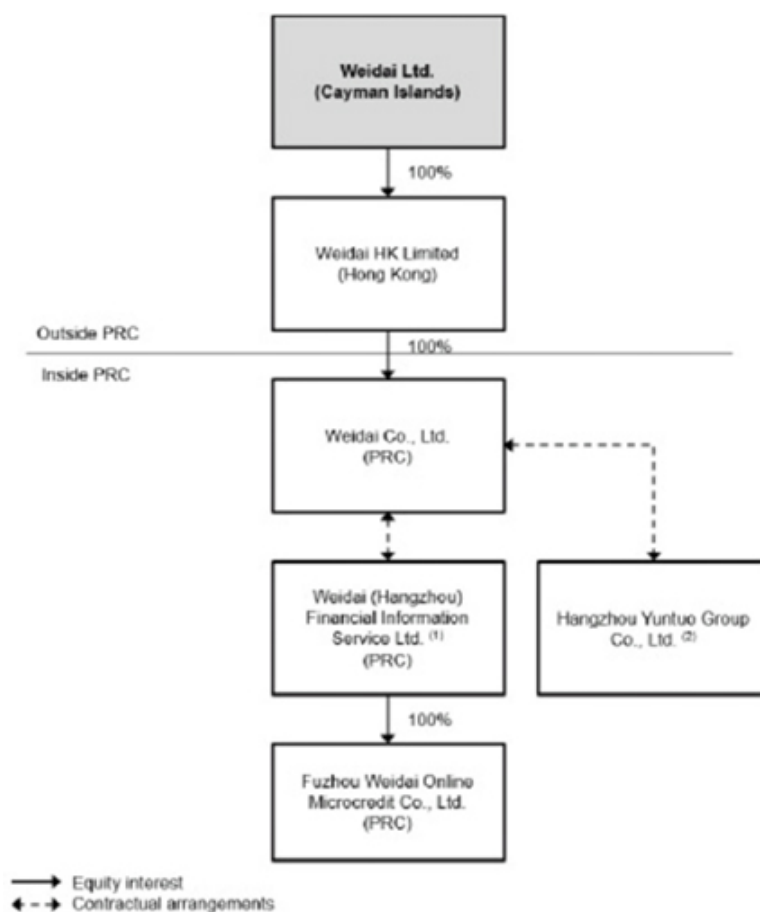 Weidai Ltd.
(Cayman Islands)
100%
Weidai HK Limited
(Hong Kong)
Outside PRC
100%
Inside PRC
Weidai Co., Ltd.
(PRC)
Weidai (Hangzhou)
Financial Information
Service Ltd. (1)
(PRC)
Hangzhou Yuntuo Group
Co., Ltd. (2)
100%
Fuzhou Weidai Online
Microcredit Co., Ltd.
(PRC)
Equity interest
Contractual arrangements